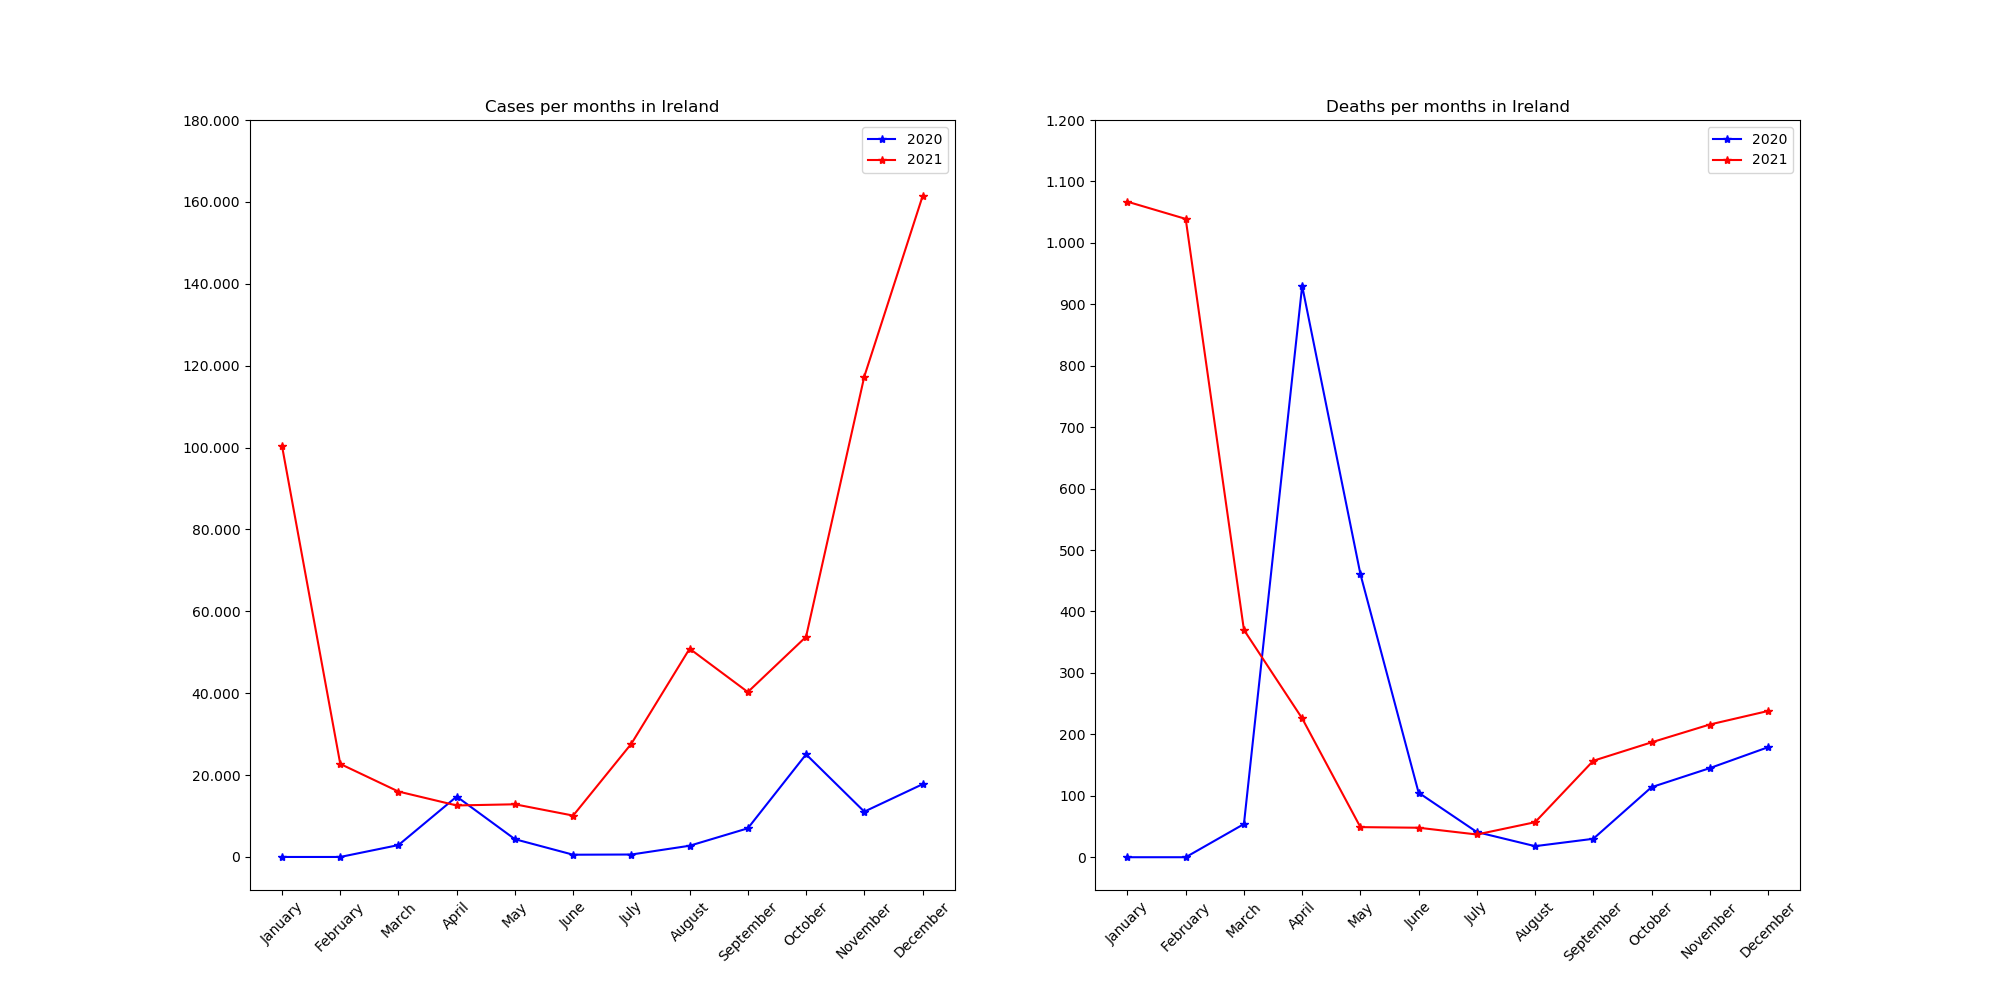 Cases per months in Ireland
180.000
160.000
140.000
120.000
100.000
80.000
60.000
40.000
20.000
0
2020
2021
January
February
March
April
May
June
July
August
September
October
November
December
Deaths per months in Ireland
1.200
1.100
1.000
900
800
700
600
500
400
300
200
100
0
2020
2021
January
February
March
April
May
June
July
August
September
October
November
December